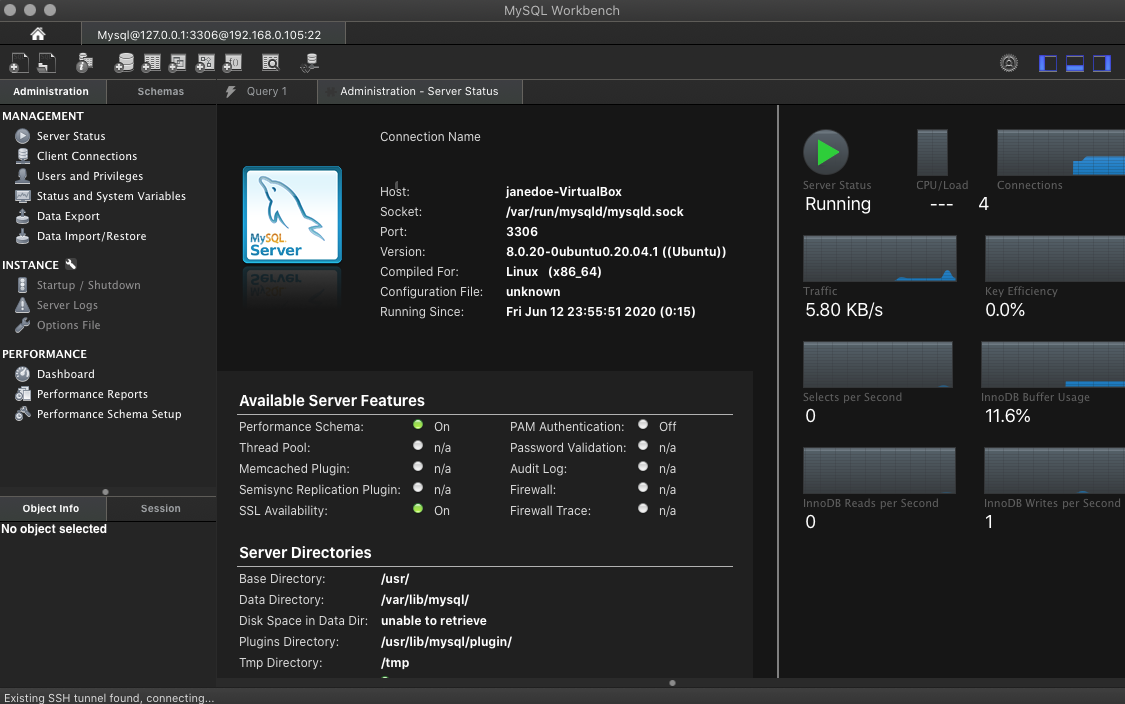 MySQL Workbench
Mysql@127.0.0.1:3306@192.168.0.105:22
Administration
Schemas
Query 1
Administration - Server Status
MANAGEMENT
Server Status
Client Connections
Users and Privileges
Status and System Variables
Data Export
Data Import/Restore
INSTANCE
Startup / Shutdown
Server Logs
Options File
PERFORMANCE
Dashboard
Performance Reports
Performance Schema Setup
Object Info
Session
No object selected
Connection Name
MySQL
Server
Host: janedoe-VirtualBox
Socket: /var/run/mysqld/mysqld.sock
Port: 3306
Version: 8.0.20-0ubuntu0.20.04.1 ((Ubuntu))
Compiled For: Linux (x86_64)
Configuration File: unknown
Running Since: Fri Jun 12 23:55:51 2020 (0:15)
Available Server Features
Performance Schema: On PAM Authentication: Off
Thread Pool: n/a Password Validation: n/a
Memcached Plugin: n/a Audit Log: n/a
Semisync Replication Plugin: n/a Firewall: n/a
SSL Availability: On Firewall Trace: n/a
Server Directories
Base Directory: /usr/
Data Directory: /var/lib/mysql/
Disk Space in Data Dir: unable to retrieve
Plugins Directory: /usr/lib/mysql/plugin/
Tmp Directory: /tmp
Server Status CPU/Load Connections
Running --- 4
Traffic Key Efficiency
5.80 KB/s 0.0%
Selects per Second InnoDB Buffer Usage
0 11.6%
InnoDB Reads per Second InnoDB Writes per Second
0 1
Existing SSH tunnel found, connecting...